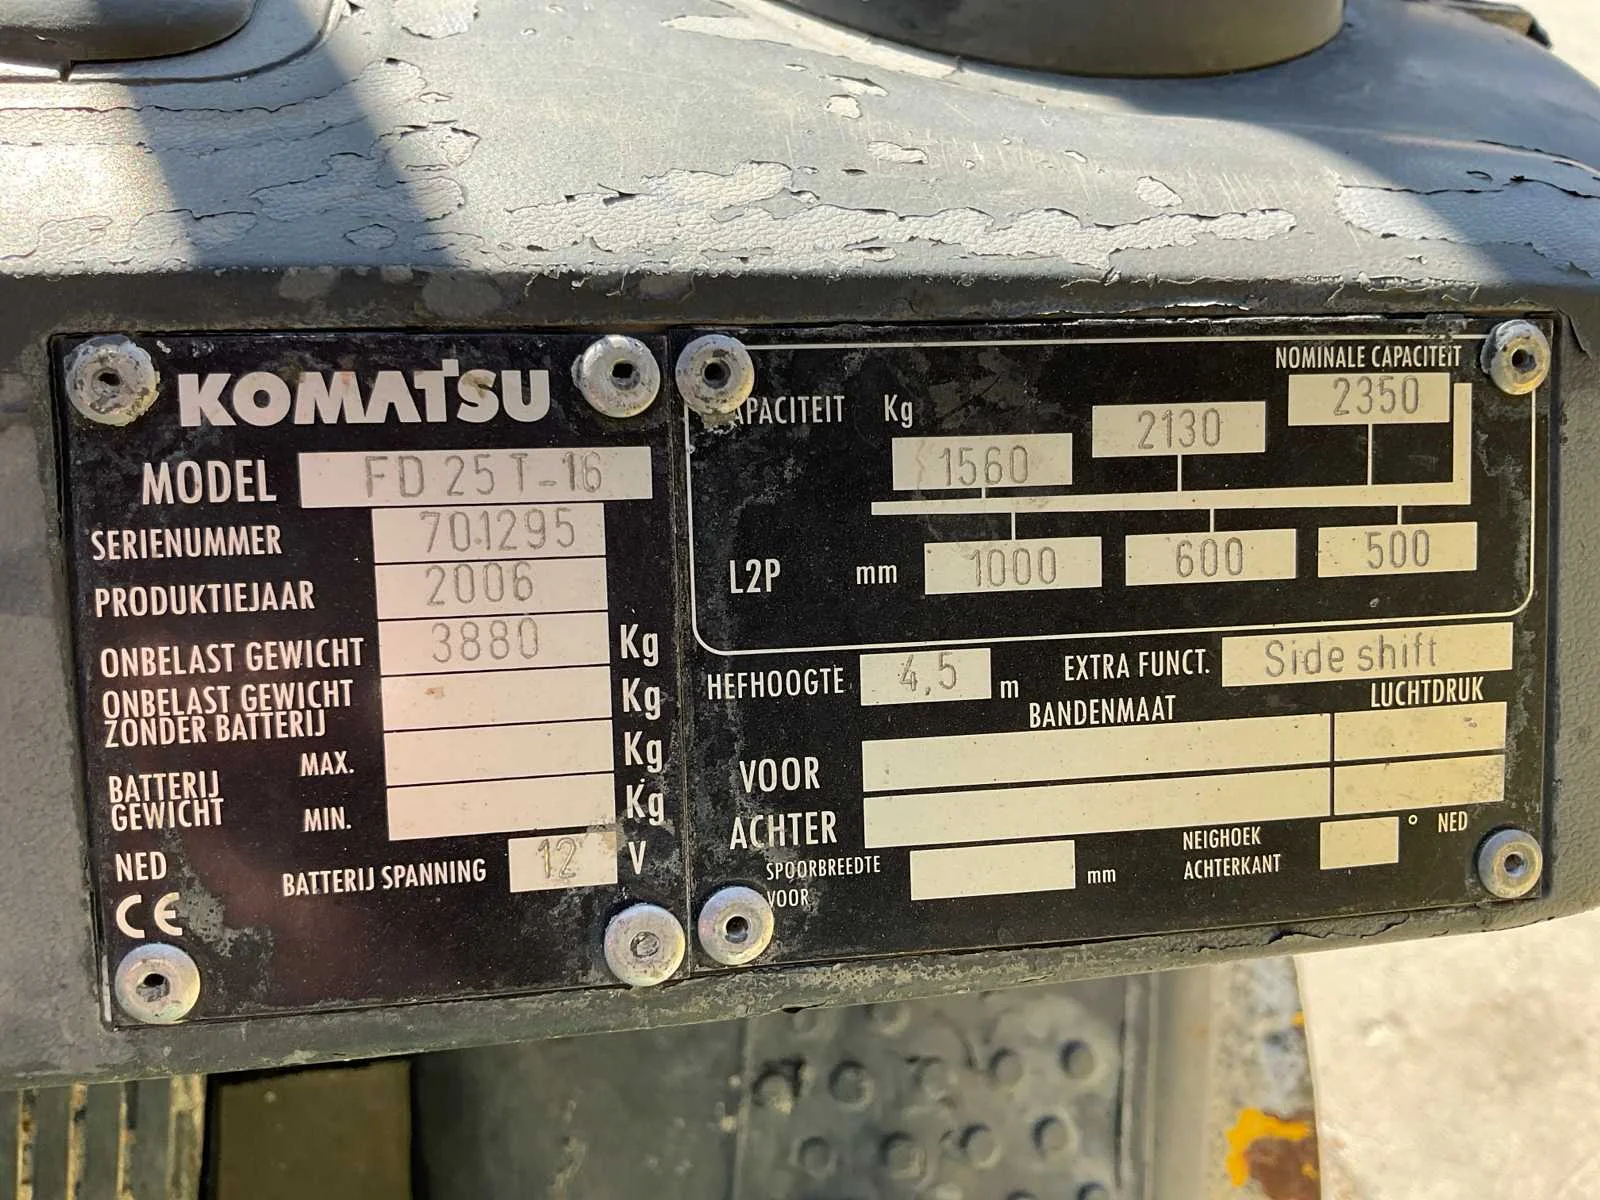 KOMATSU
MODEL FD 25 T-16
SERIENUMMER 701295
PRODUKTIEJAAR 2006
ONBELAST GEWICHT 3880 Kg
ONBELAST GEWICHT
ZONDER BATTERIJ Kg
BATTERIJ
GEWICHT
MAX. Kg
MIN. Kg
NED
BATTERIJ SPANNING 12 V
CE
NOMINALE CAPACITEIT
APACITEIT Kg 1560 2130 2350
L2P mm 1000 600 500
HEFHOOGTE 4,5 m EXTRA FUNCT. Side shift
BANDENMAAT LUCHTDRUK
VOOR
ACHTER
SPOORBREEDTE
VOOR
mm
NEIGHOEK
ACHTERKANT
° NED